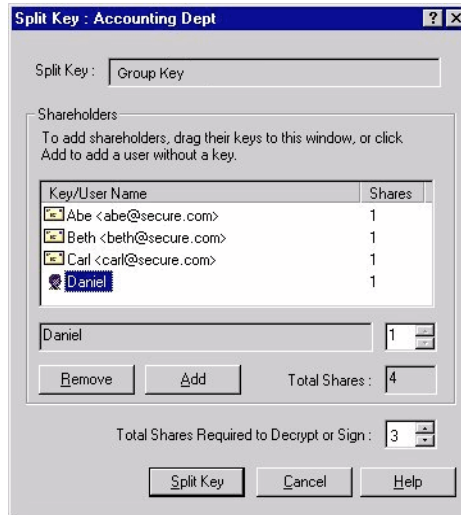 Split Key : Accounting Dept
Split Key : Group Key
Shareholders
To add shareholders, drag their keys to this window, or click
Add to add a user without a key.
Key/User Name Shares
Abe <abe@secure.com> 1
Beth <beth@secure.com> 1
Carl <carl@secure.com> 1
Daniel 1
Daniel 1
Remove Add Total Shares : 4
Total Shares Required to Decrypt or Sign : 3
Split Key Cancel Help